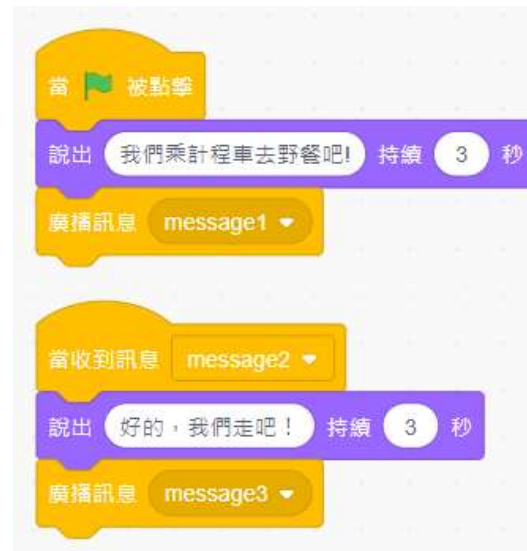 當 被點擊
說出 我們乘計程車去野餐吧! 持續 3 秒
廣播訊息 message1
當收到訊息 message2
說出 好的，我們走吧！ 持續 3 秒
廣播訊息 message3